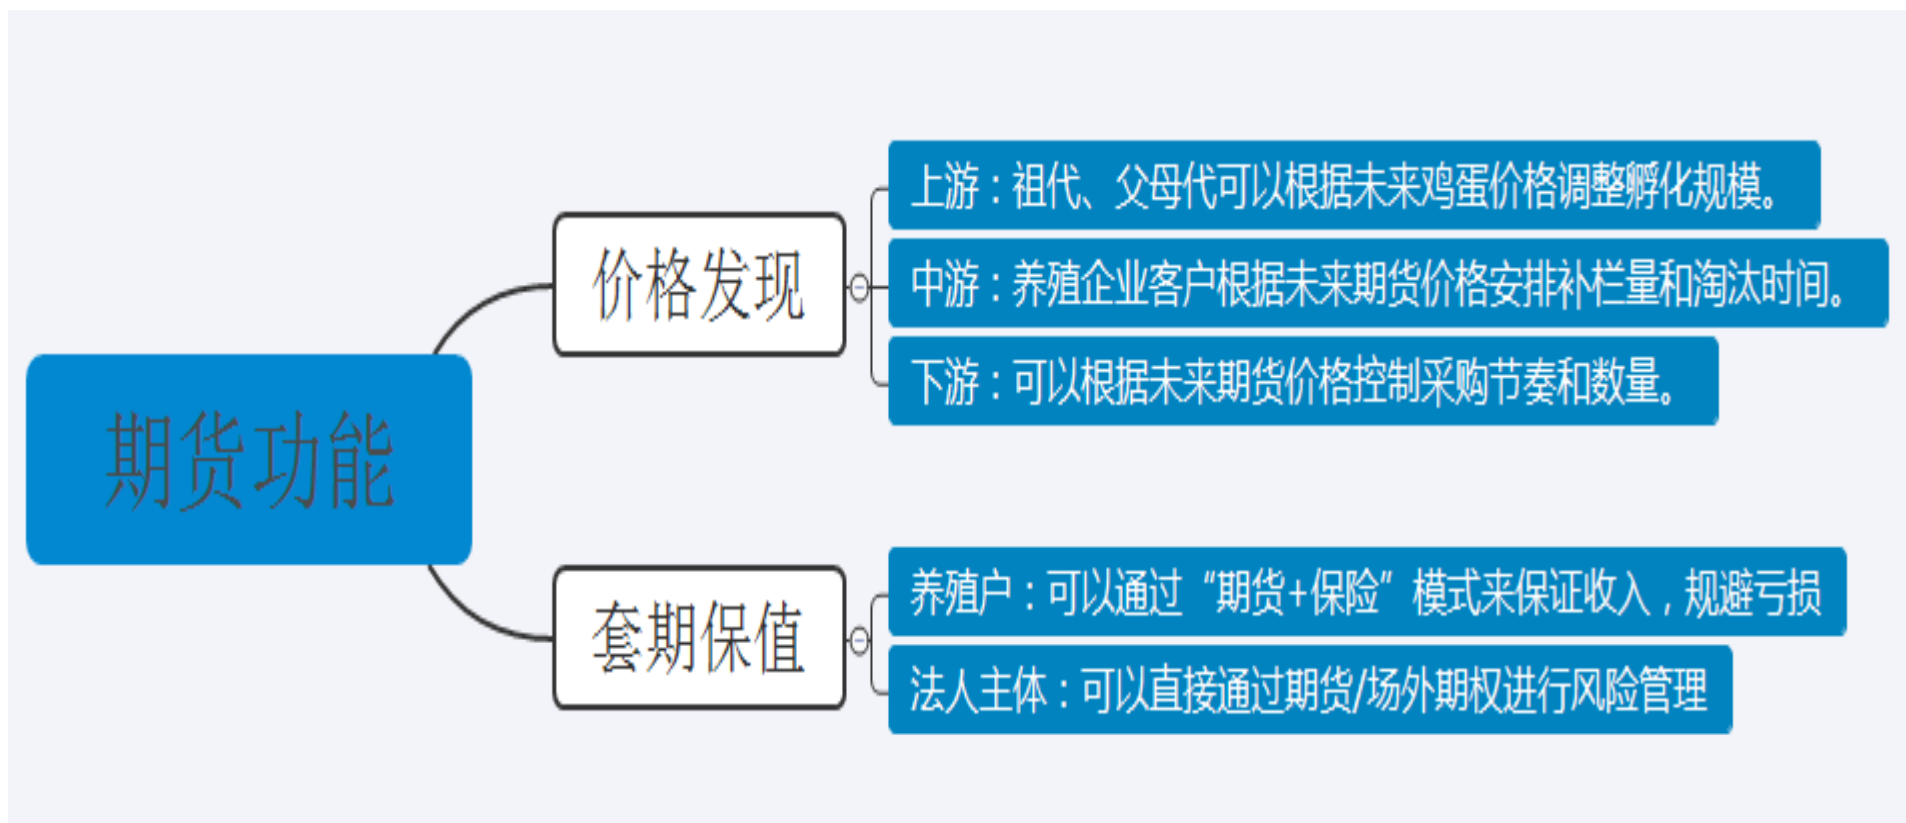 期货功能
价格发现
上游：祖代、父母代可以根据未来鸡蛋价格调整孵化规模。
中游：养殖企业客户根据未来期货价格安排补栏量和淘汰时间。
下游：可以根据未来期货价格控制采购节奏和数量。
套期保值
养殖户：可以通过“期货+保险”模式来保证收入，规避亏损
法人主体：可以直接通过期货/场外期权进行风险管理